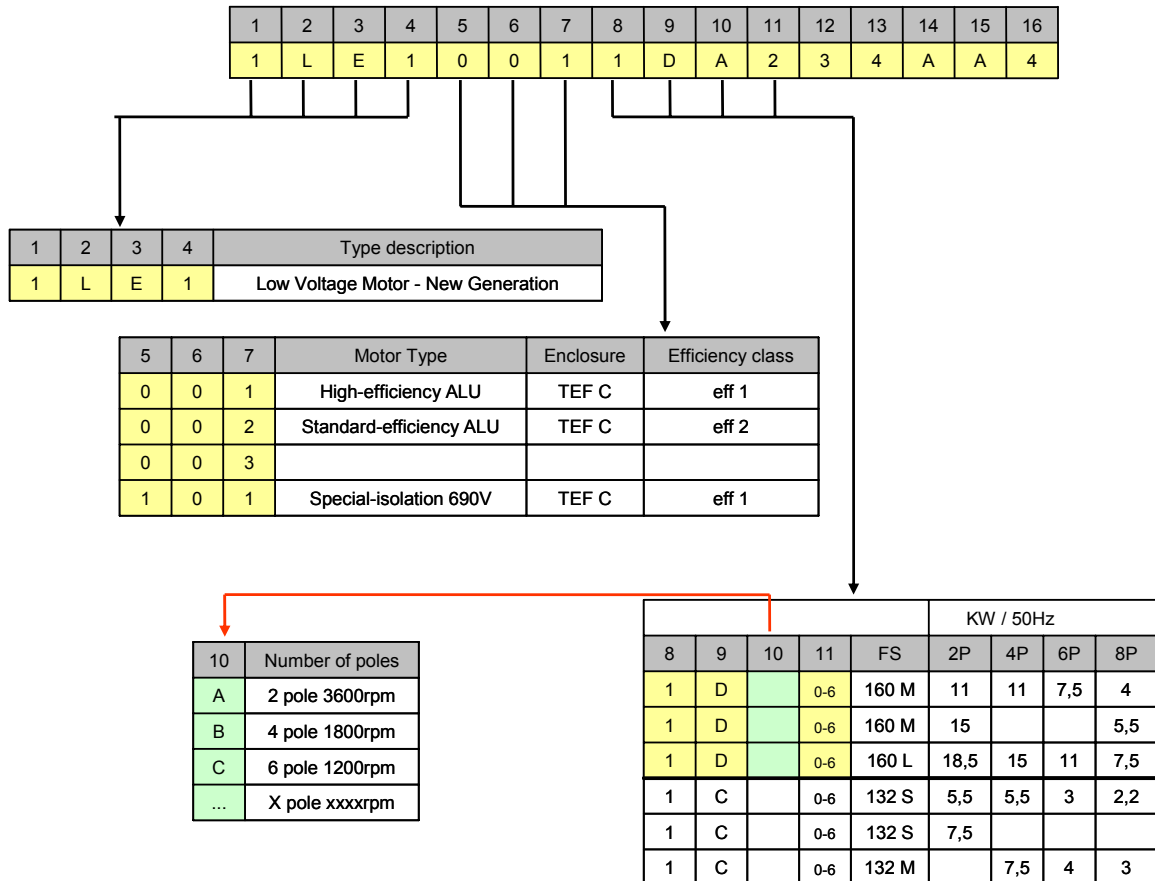 1 2 3 4 5 6 7 8 9 10 11 12 13 14 15 16
1 L E 1 0 0 1 1 D A 2 3 4 A A 4
1 2 3 4 Type description
1 L E 1 Low Voltage Motor - New Generation
5 6 7 Motor Type Enclosure Efficiency class
0 0 1 High-efficiency ALU TEF C eff 1
0 0 2 Standard-efficiency ALU TEF C eff 2
0 0 3
1 0 1 Special-isolation 690V TEF C eff 1
10 Number of poles
A 2 pole 3600rpm
B 4 pole 1800rpm
C 6 pole 1200rpm
... X pole xxxxrpm
KW / 50Hz
8 9 10 11 FS 2P 4P 6P 8P
1 D 0-6 160 M 11 11 7,5 4
1 D 0-6 160 M 15 5,5
1 D 0-6 160 L 18,5 15 11 7,5
1 C 0-6 132 S 5,5 5,5 3 2,2
1 C 0-6 132 S 7,5
1 C 0-6 132 M 7,5 4 3